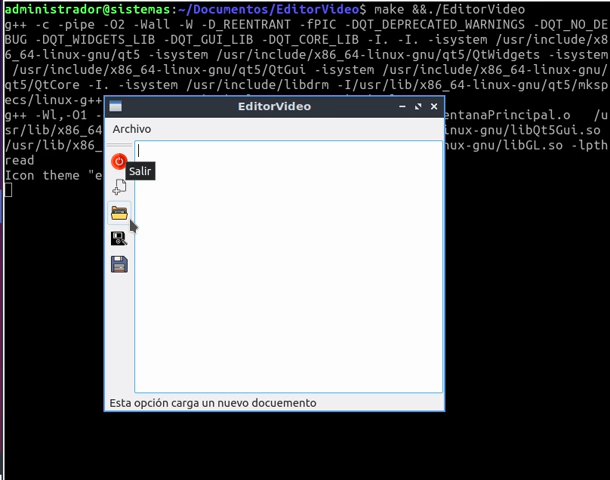 administrador@sistemas:~/Documentos/EditorVideo$ make &&./EditorVideo
g++ -c -pipe -O2 -Wall -W -D_REENTRANT -fPIC -DQT_DEPRECATED_WARNINGS -DQT_NO_DE
BUG -DQT_WIDGETS_LIB -DQT_GUI_LIB -DQT_CORE_LIB -I. -I. -isystem /usr/include/x8
6_64-linux-gnu/qt5 -isystem /usr/include/x86_64-linux-gnu/qt5/QtWidgets -isystem
/usr/include/x86_64-linux-gnu/qt5/QtGui -isystem /usr/include/x86_64-linux-gnu/
qt5/QtCore -I. -isystem /usr/include/libdrm -I/usr/lib/x86_64-linux-gnu/qt5/mksp
ecs/linux-g++
g++ -Wl,-O1 - entanaPrincipal.o /u
sr/lib/x86_64 nux-gnu/libQt5Gui.so
/usr/lib/x86_ -gnu/libGL.so -lpth
read
Icon theme "e
EditorVideo
Archivo
Salir
Esta opción carga un nuevo docuemento